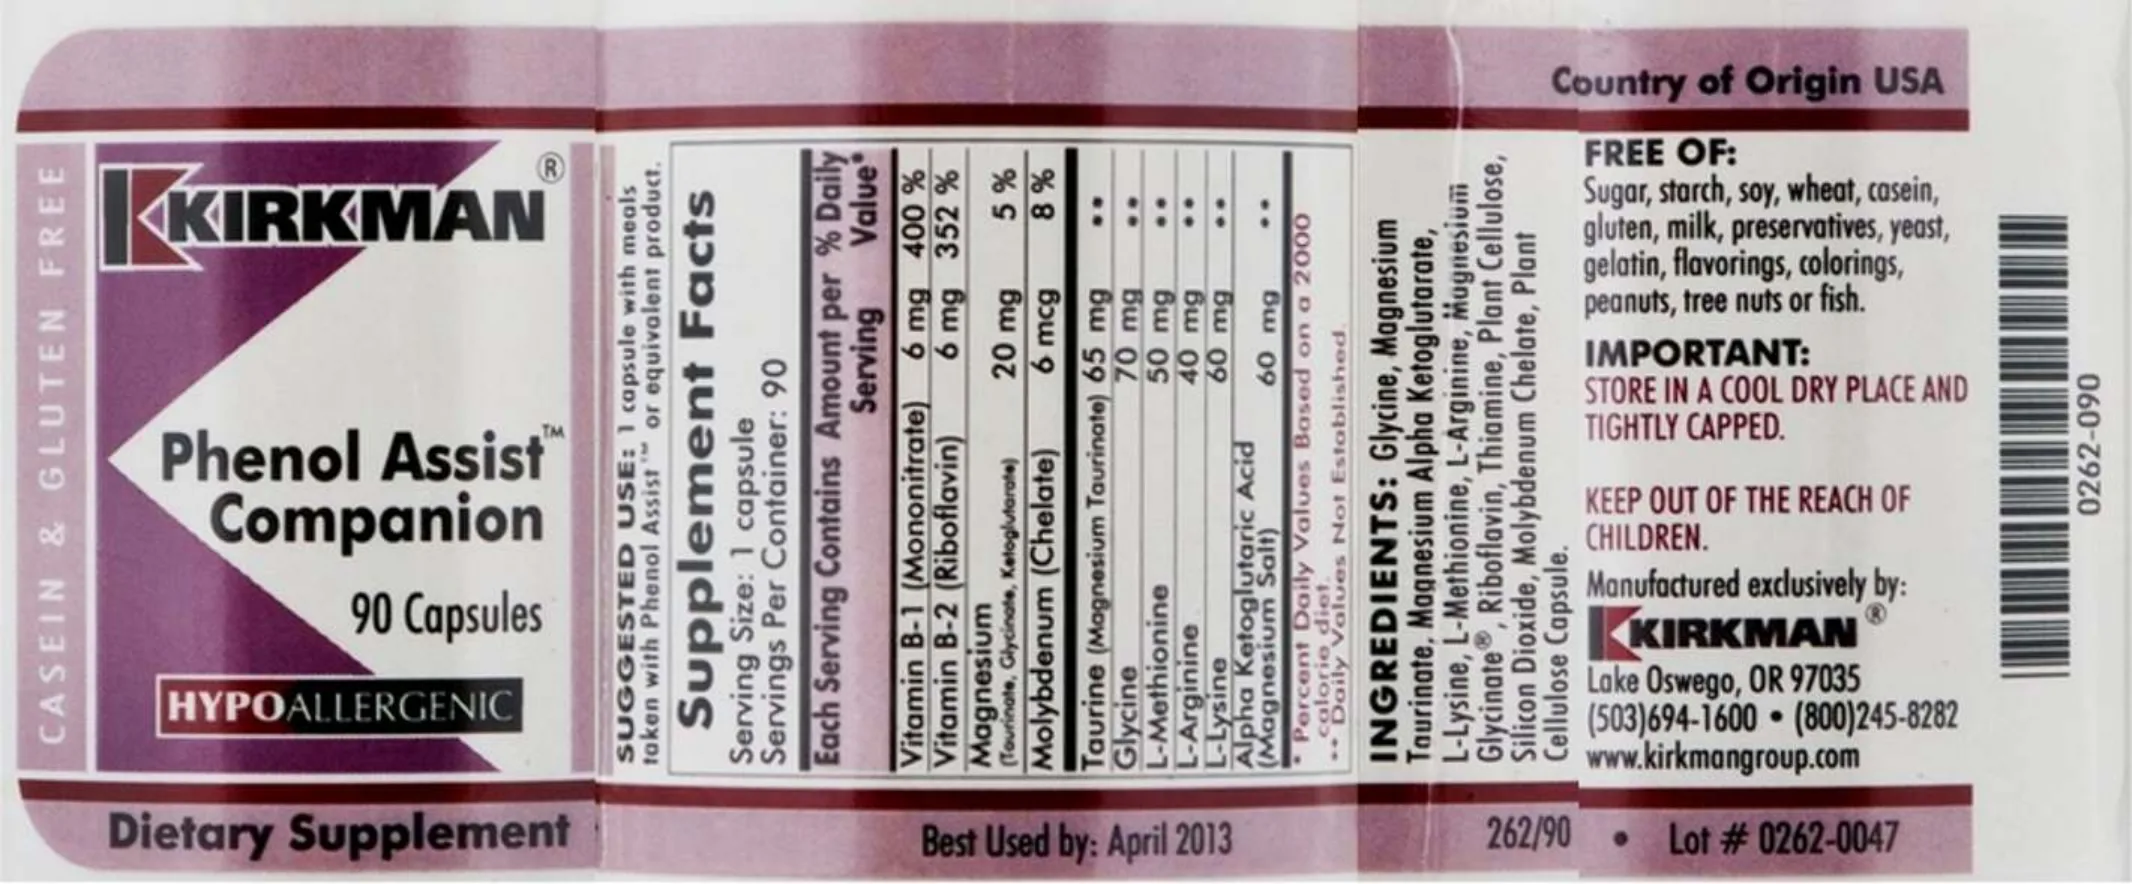 CASEIN & GLUTEN FREE
KIRKMAN®
Phenol Assist™
Companion
90 Capsules
HYPOALLERGENIC
Dietary Supplement
SUGGESTED USE: 1 capsule with meals
taken with Phenol Assist™ or equivalent product.
Supplement Facts
Serving Size: 1 capsule
Servings Per Container: 90
Each Serving Contains Amount per % Daily
Serving Value*
Vitamin B-1 (Mononitrate) 6 mg 400 %
Vitamin B-2 (Riboflavin) 6 mg 352 %
Magnesium
(Taurinate, Glycinate, Ketoglutarate) 20 mg 5 %
Molybdenum (Chelate) 6 mcg 8 %
Taurine (Magnesium Taurinate) 65 mg **
Glycine 70 mg **
L-Methionine 50 mg **
L-Arginine 40 mg **
L-Lysine 60 mg **
Alpha Ketoglutaric Acid
(Magnesium Salt) 60 mg **
* Percent Daily Values Based on a 2000
calorie diet.
** Daily Values Not Established.
Best Used by: April 2013
INGREDIENTS: Glycine, Magnesium
Taurinate, Magnesium Alpha Ketoglutarate,
L-Lysine, L-Methionine, L-Arginine, Magnesium
Glycinate®, Riboflavin, Thiamine, Plant Cellulose,
Silicon Dioxide, Molybdenum Chelate, Plant
Cellulose Capsule.
262/90 • Lot # 0262-0047
Country of Origin USA
FREE OF:
Sugar, starch, soy, wheat, casein,
gluten, milk, preservatives, yeast,
gelatin, flavorings, colorings,
peanuts, tree nuts or fish.
IMPORTANT:
STORE IN A COOL DRY PLACE AND
TIGHTLY CAPPED.
KEEP OUT OF THE REACH OF
CHILDREN.
Manufactured exclusively by:
KIRKMAN®
Lake Oswego, OR 97035
(503)694-1600 • (800)245-8282
www.kirkmangroup.com
0262-090